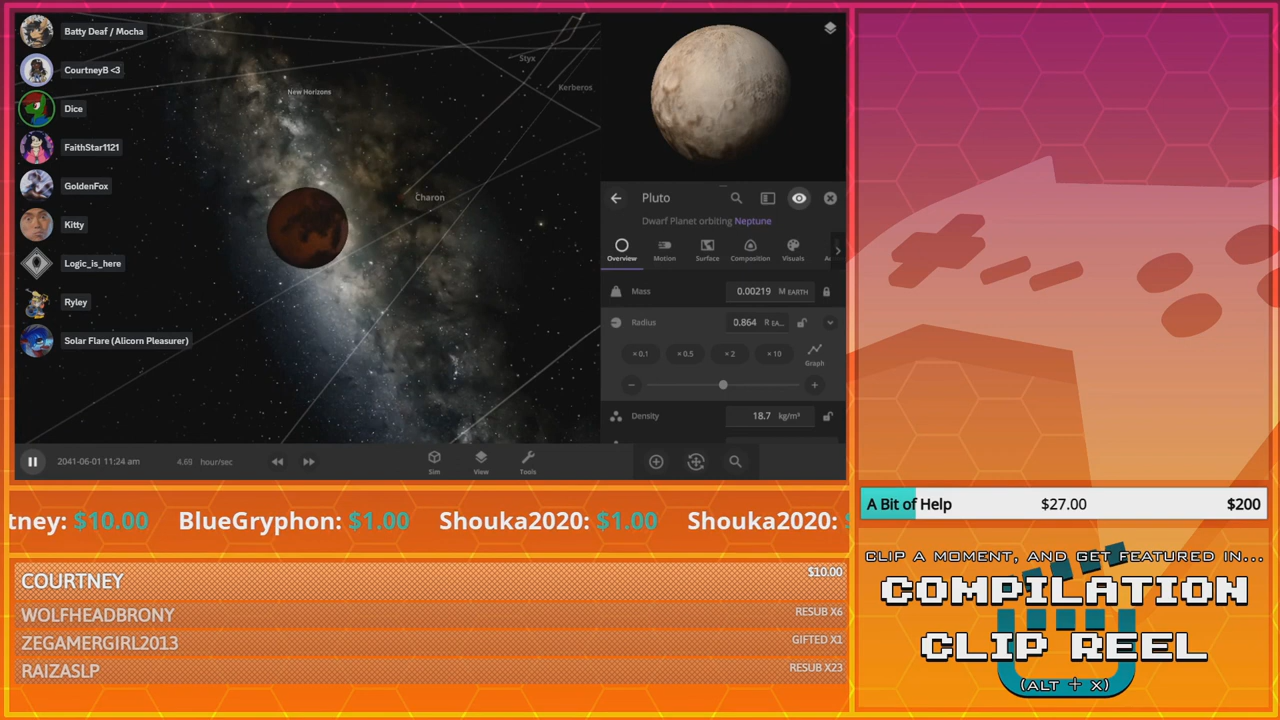 Batty Deaf / Mocha
CourtneyB <3
Dice
FaithStar1121
GoldenFox
Kitty
Logic_is_here
Ryley
Solar Flare (Alicorn Pleasurer)
Styx
Kerberos
New Horizons
Charon
Pluto
Dwarf Planet orbiting Neptune
Overview Motion Surface Composition Visuals
Mass 0.00219 M EARTH
Radius 0.864 R EA...
× 0.1 × 0.5 × 2 × 10 Graph
Density 18.7 kg/m³
2041-06-01 11:24 am 4.69 hour/sec Sim View Tools
tney: $10.00 BlueGryphon: $1.00 Shouka2020: $1.00 Shouka2020:
COURTNEY $10.00
WOLFHEADBRONY RESUB X6
ZEGAMERGIRL2013 GIFTED X1
RAIZASLP RESUB X23
A Bit of Help $27.00 $200
CLIP A MOMENT, AND GET FEATURED IN...
COMPILATION
CLIP REEL
(ALT + X)